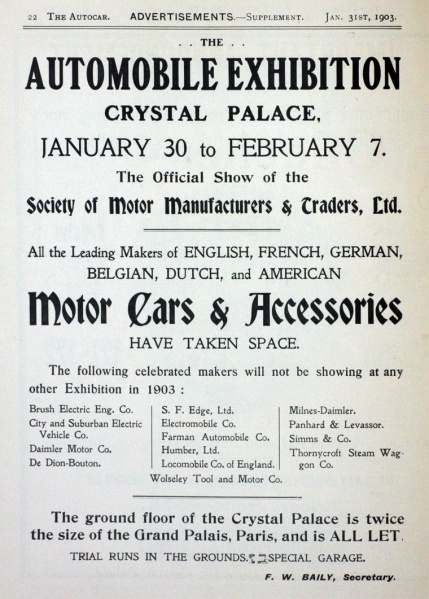 22 THE AUTOCAR. ADVERTISEMENTS.—SUPPLEMENT. JAN. 31ST, 1903.
. . THE . .
AUTOMOBILE EXHIBITION
CRYSTAL PALACE,
JANUARY 30 to FEBRUARY 7.
The Official Show of the
Society of Motor Manufacturers & Traders, Ltd.
All the Leading Makers of ENGLISH, FRENCH, GERMAN,
BELGIAN, DUTCH, and AMERICAN
Motor Cars & Accessories
HAVE TAKEN SPACE.
The following celebrated makers will not be showing at any
other Exhibition in 1903 :
Brush Electric Eng. Co.
City and Suburban Electric
Vehicle Co.
Daimler Motor Co.
De Dion-Bouton.
S. F. Edge, Ltd.
Electromobile Co.
Farman Automobile Co.
Humber, Ltd.
Locomobile Co. of England.
Milnes-Daimler.
Panhard & Levassor.
Simms & Co.
Thornycroft Steam Wag-
gon Co.
Wolseley Tool and Motor Co.
The ground floor of the Crystal Palace is twice
the size of the Grand Palais, Paris, and is ALL LET.
TRIAL RUNS IN THE GROUNDS. SPECIAL GARAGE.
F. W. BAILY, Secretary.